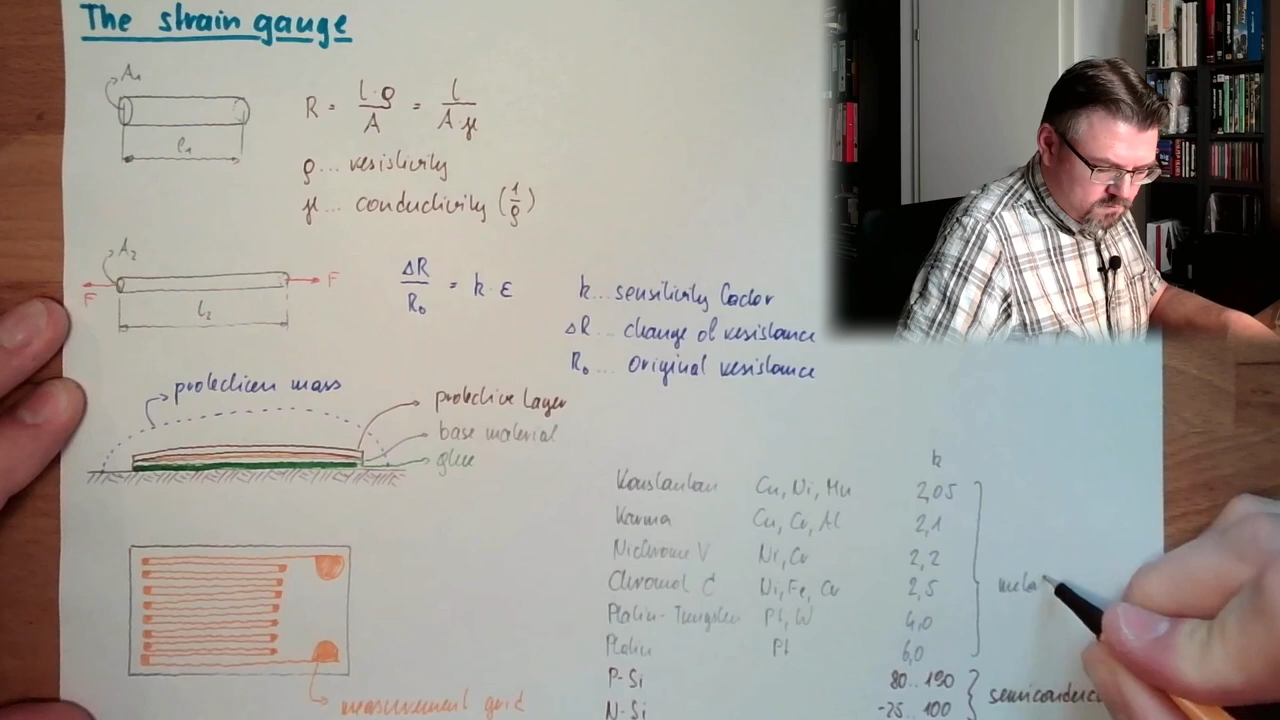 The strain gauge
A₁
l₁
R = l·ρ/A = l/A·γ
ρ... resistivity
γ... conductivity (1/ρ)
A₂
F
F
l₂
ΔR/R₀ = k·ε
k... sensitivity factor
ΔR... change of resistance
R₀... original resistance
protection mass
protective layer
base material
glue
k
Konstantan Cu, Ni, Mn 2,05
Karma Cu, Cr, Al 2,1
Nichrome V Ni, Cr 2,2
Chromol C Ni, Fe, Cr 2,5
Platin-Tungsten Pt, W 4,0
Platin Pt 6,0
meta
P-Si 80..190
N-Si -25..100
semiconduc
measurement grid